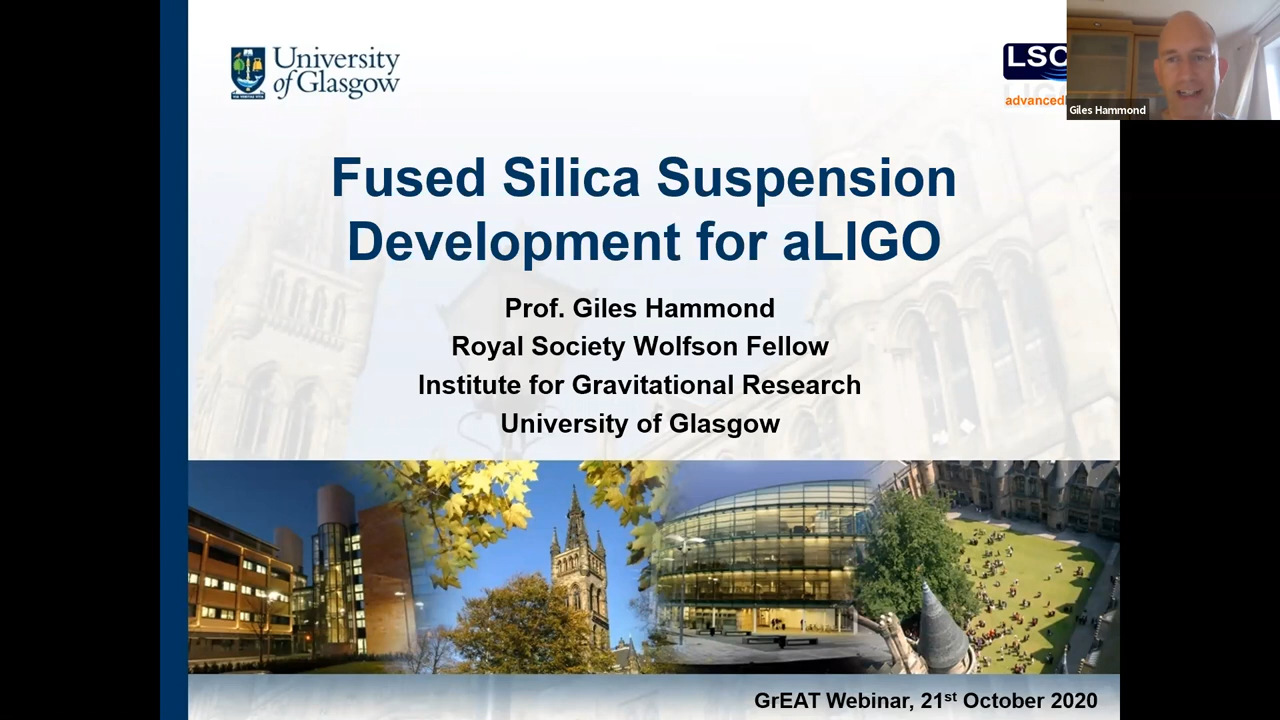 University
of Glasgow
LSC
advanced
Giles Hammond
Fused Silica Suspension
Development for aLIGO
Prof. Giles Hammond
Royal Society Wolfson Fellow
Institute for Gravitational Research
University of Glasgow
GrEAT Webinar, 21st October 2020